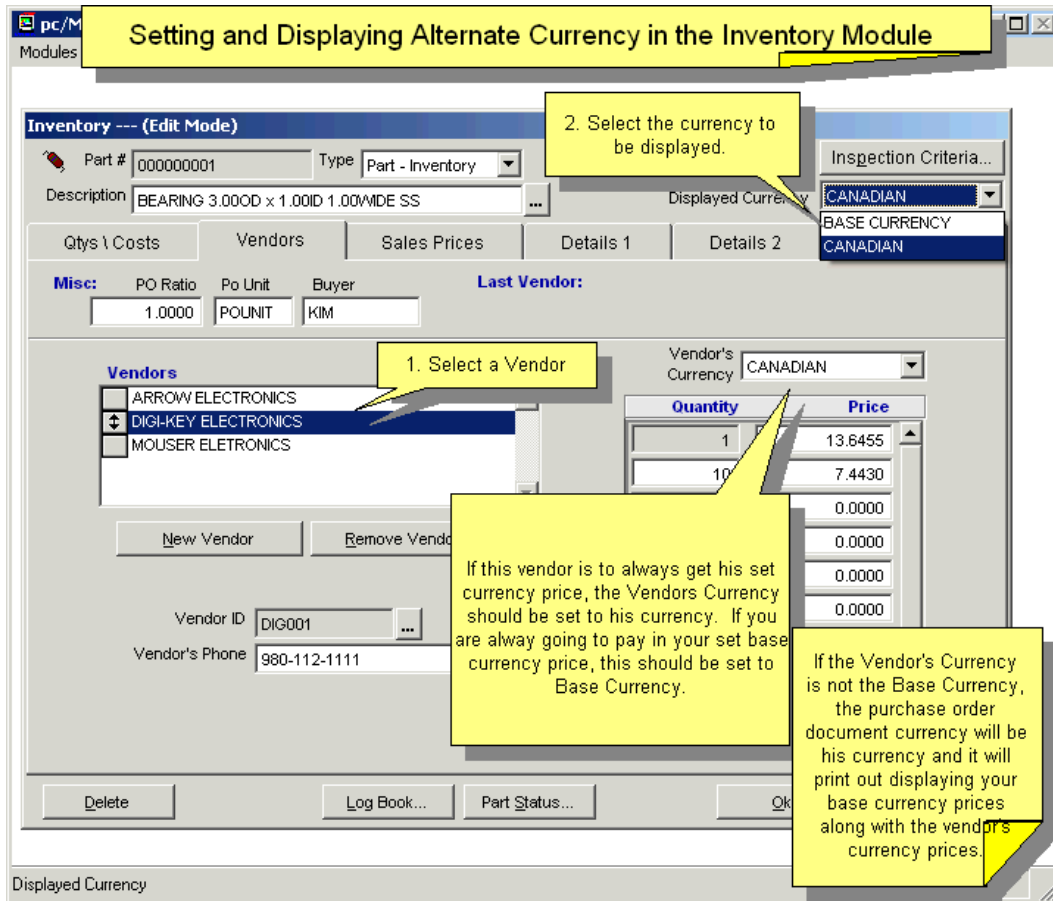 pc/M
Setting and Displaying Alternate Currency in the Inventory Module
Modules
Inventory --- (Edit Mode)
2. Select the currency to
be displayed.
Part # 000000001 Type Part - Inventory
Inspection Criteria...
Description BEARING 3.00OD x 1.00ID 1.00WIDE SS ...
Displayed Currency CANADIAN
BASE CURRENCY
CANADIAN
Qtys \ Costs Vendors Sales Prices Details 1 Details 2
Misc: PO Ratio Po Unit Buyer Last Vendor:
1.0000 POUNIT KIM
1. Select a Vendor
Vendor's
Currency CANADIAN
Vendors
ARROW ELECTRONICS
DIGI-KEY ELECTRONICS
MOUSER ELETRONICS
Quantity Price
1 13.6455
10 7.4430
0.0000
0.0000
0.0000
0.0000
New Vendor Remove Vendo
If this vendor is to always get his set
currency price, the Vendors Currency
should be set to his currency. If you
are alway going to pay in your set base
currency price, this should be set to
Base Currency.
Vendor ID DIG001 ...
Vendor's Phone 980-112-1111
If the Vendor's Currency
is not the Base Currency,
the purchase order
document currency will be
his currency and it will
print out displaying your
base currency prices
along with the vendor's
currency prices.
Delete Log Book... Part Status... Ok
Displayed Currency